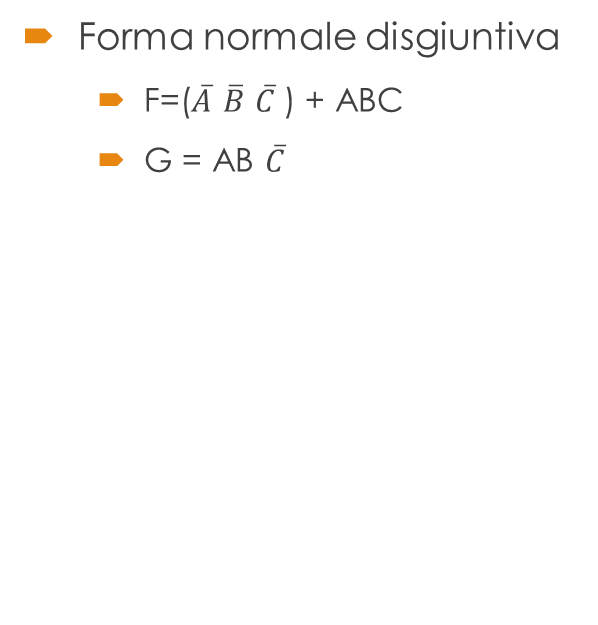 Forma normale disgiuntiva
F=(Ā B̄ C̄ ) + ABC
G = AB C̄